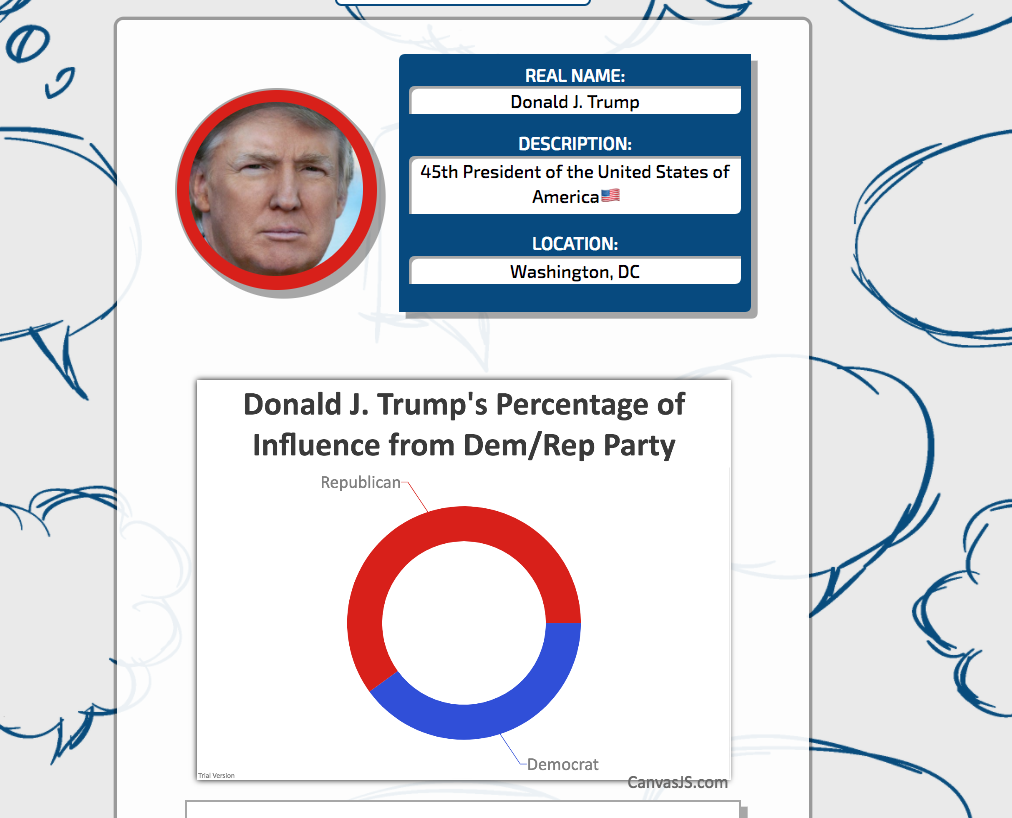 REAL NAME:
Donald J. Trump
DESCRIPTION:
45th President of the United States of
America🇺🇸
LOCATION:
Washington, DC
Donald J. Trump's Percentage of
Influence from Dem/Rep Party
Republican
Democrat
Trial Version
CanvasJS.com